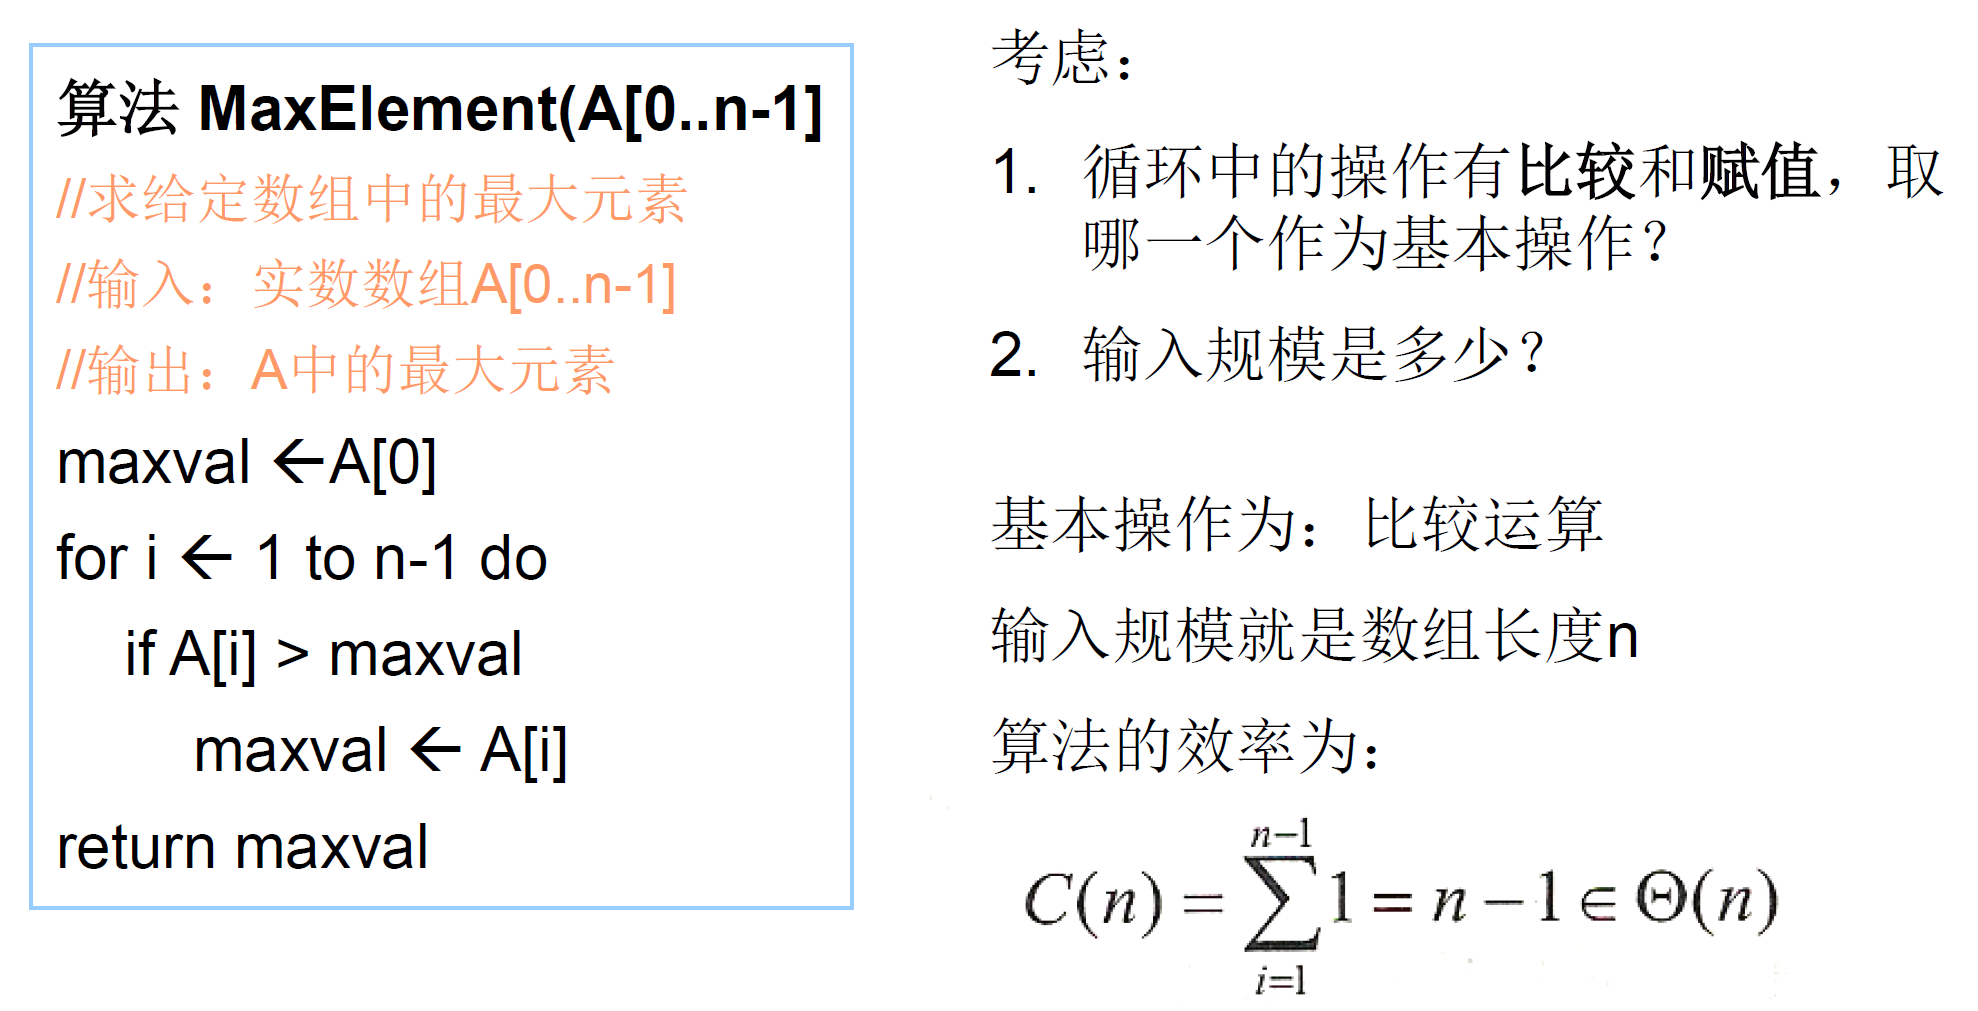 算法 MaxElement(A[0..n-1]
//求给定数组中的最大元素
//输入：实数数组A[0..n-1]
//输出：A中的最大元素
maxval ←A[0]
for i ← 1 to n-1 do
if A[i] > maxval
maxval ← A[i]
return maxval
考虑：
1. 循环中的操作有比较和赋值，取
哪一个作为基本操作？
2. 输入规模是多少？
基本操作为：比较运算
输入规模就是数组长度n
算法的效率为：
C(n) = \sum_{i=1}^{n-1} 1 = n − 1 ∈ Θ(n)